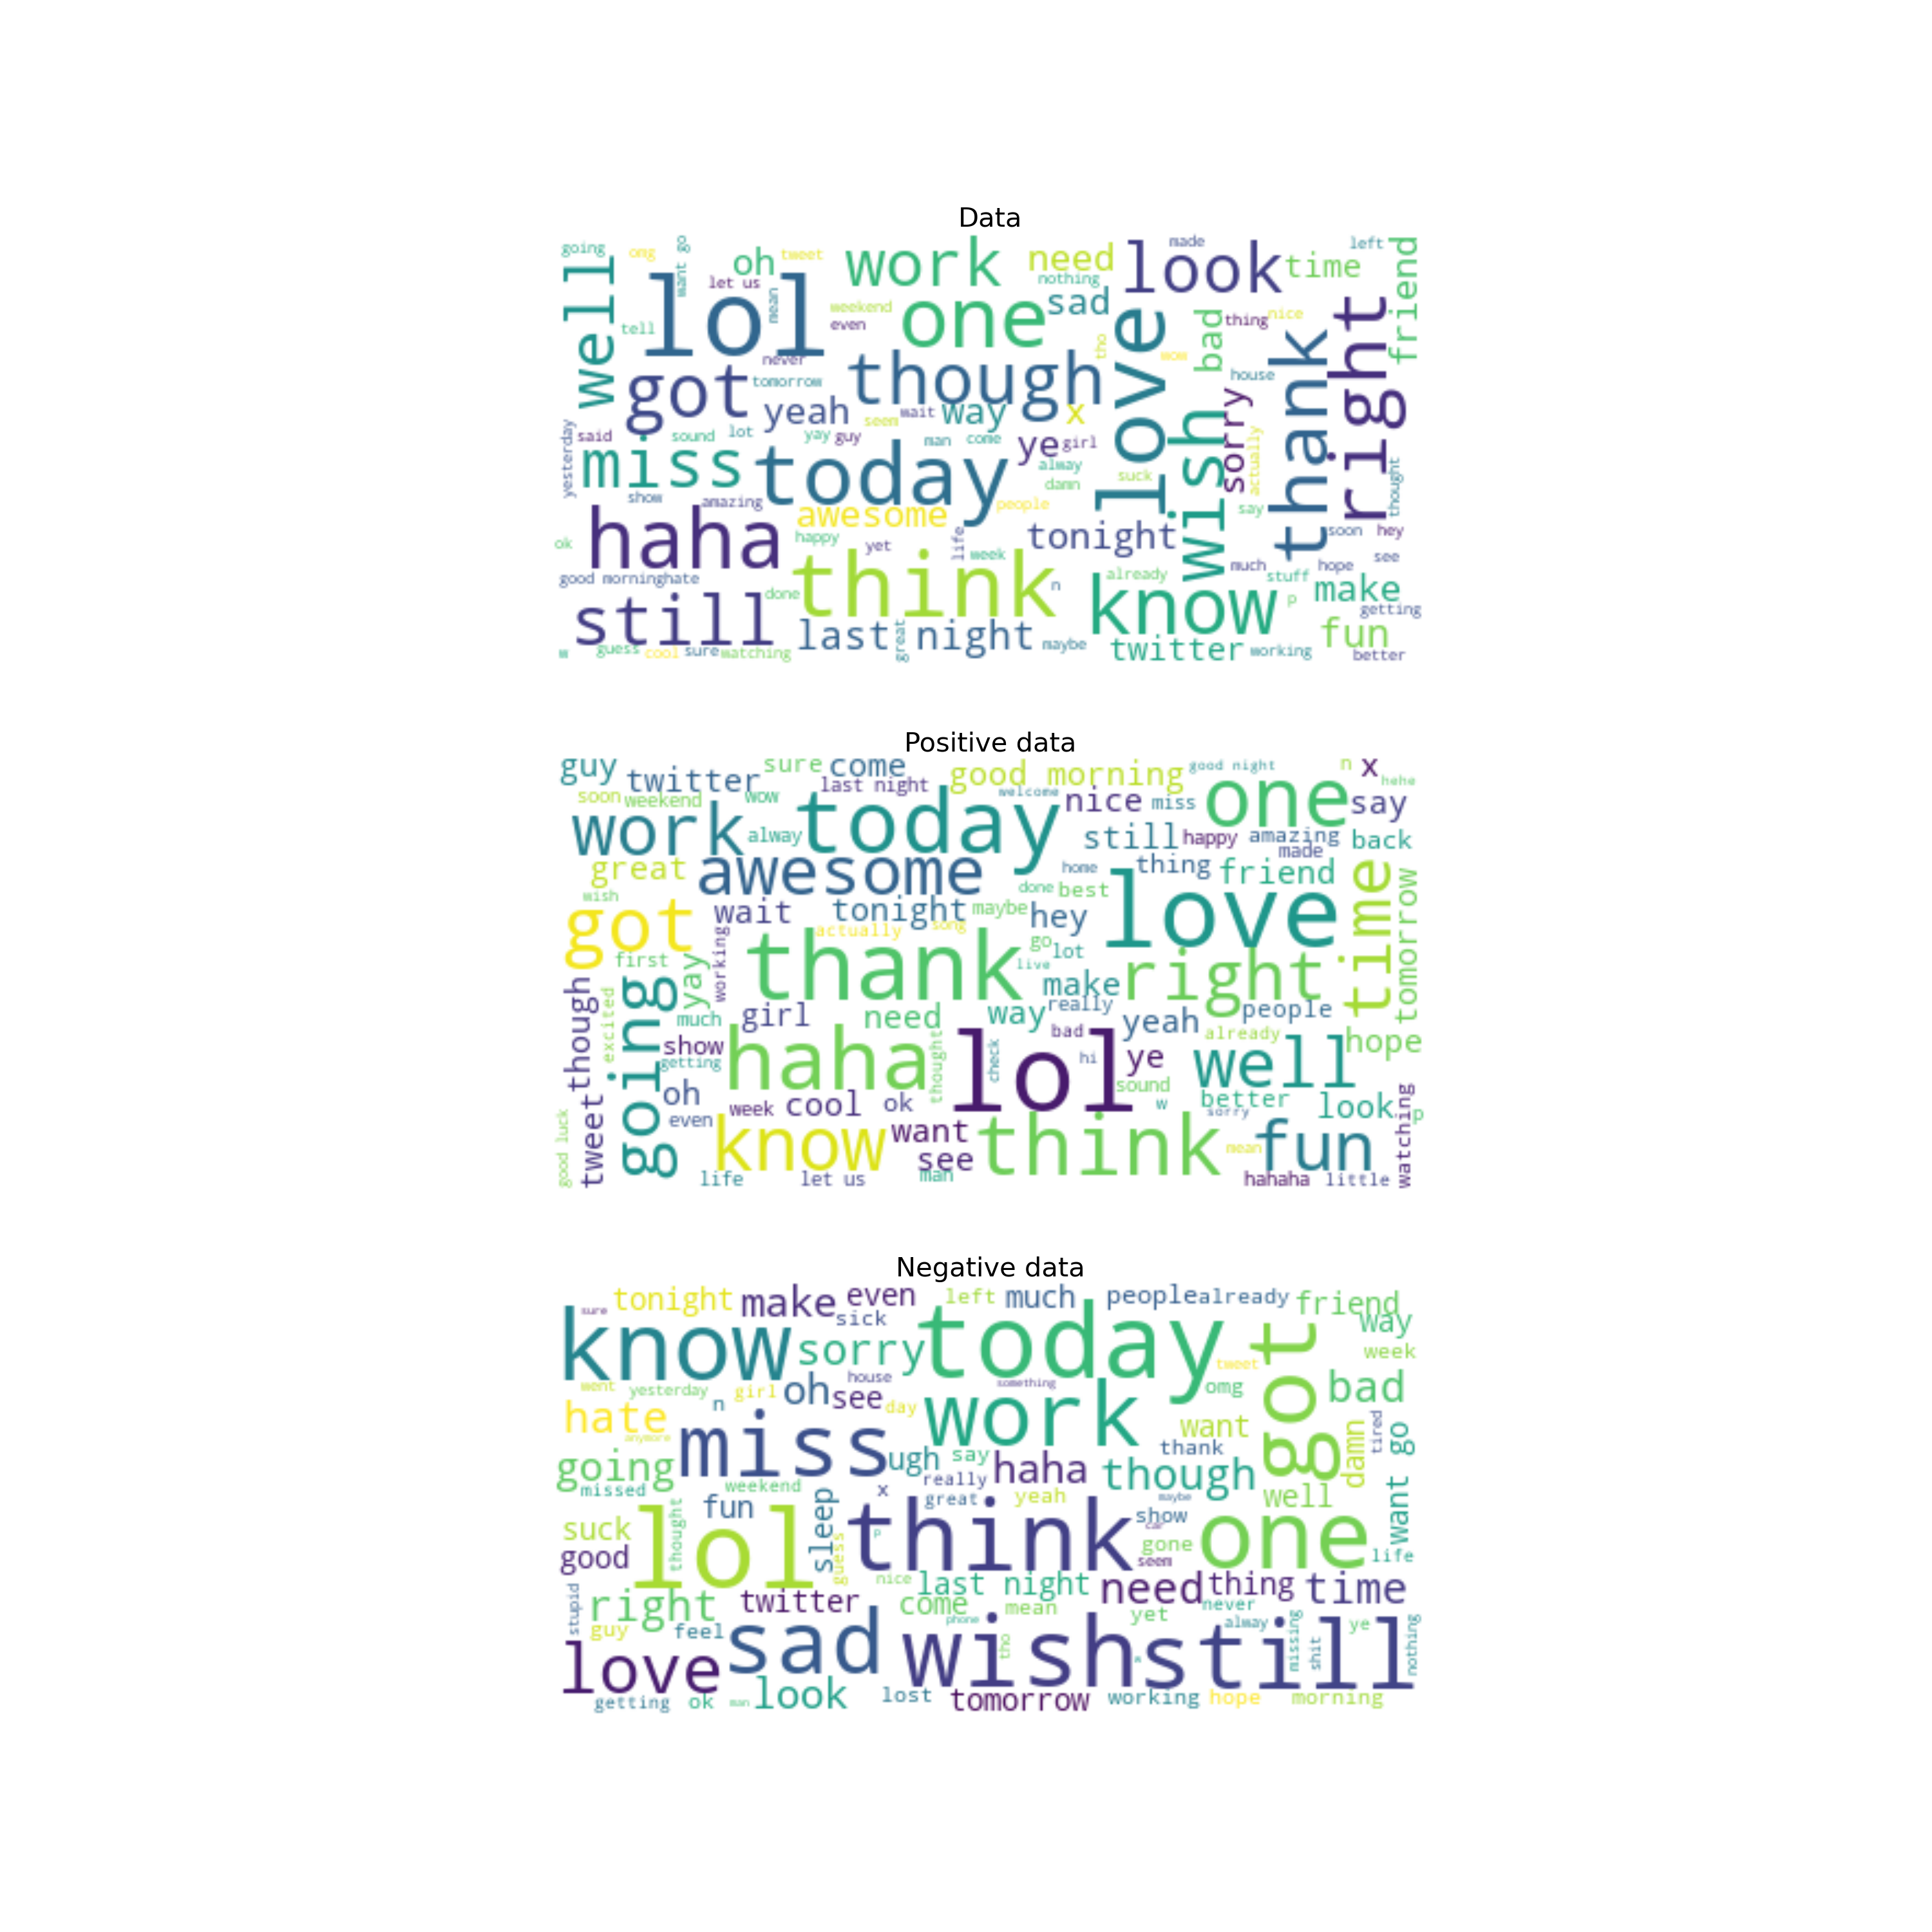 Data
going omg want go oh tweet work need look made left
well lol let us mean nothing time friend
tell weekend one sad love bad thing nice right
even though tho wow thank
never
got tomorrow yeah seem wait way x house
yesterday said sound lot yay guy man come ye girl wish sorry actually
miss today alway suck thought
show amazing damn people say
haha awesome tonight soon hey
ok happy yet life week see
good morning hate think n already much stuff hope make
still done know p getting
last night great maybe twitter working fun
w guess cool sure watching better
Positive data
guy twitter sure come good morning good night n x hehe
soon weekend wow last night today welcome nice miss one say
work alway still happy amazing made back
great awesome home thing friend time tomorrow
wish done best love
got wait tonight maybe hey
working actually song
first yay thank go lot live right
though excited going make really people
much girl need way yeah already hope
show haha thought lol bad ye well
getting check hi sound
oh week cool ok w better sorry look p watching
good luck tweet even know want think mean fun
see
life let us man hahaha little
Negative data
sure tonight make even left much people already friend
know sick today got way
sorry tweet week
went yesterday girl oh see house something omg bad
n day work
hate miss want damn tired want go
anymore ugh say haha thank though
going really
missed weekend x great yeah maybe well
suck lol thought fun sleep think show car one
good guess gone seem life
stupid right nice last night need thing time
twitter come mean yet never
guy feel sad phone tho wish alway still missing shit ye nothing
love w
getting ok man look lost tomorrow working hope morning
p